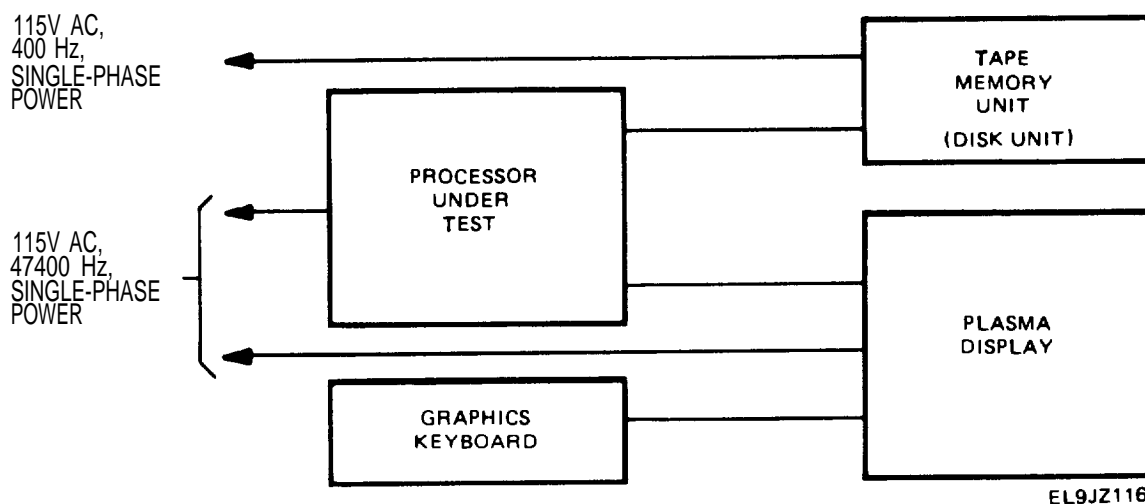 115V AC,
400 Hz,
SINGLE-PHASE
POWER
TAPE
MEMORY
UNIT
(DISK UNIT)
PROCESSOR
UNDER
TEST
115V AC,
47400 Hz,
SINGLE-PHASE
POWER
PLASMA
DISPLAY
GRAPHICS
KEYBOARD
EL9JZ116